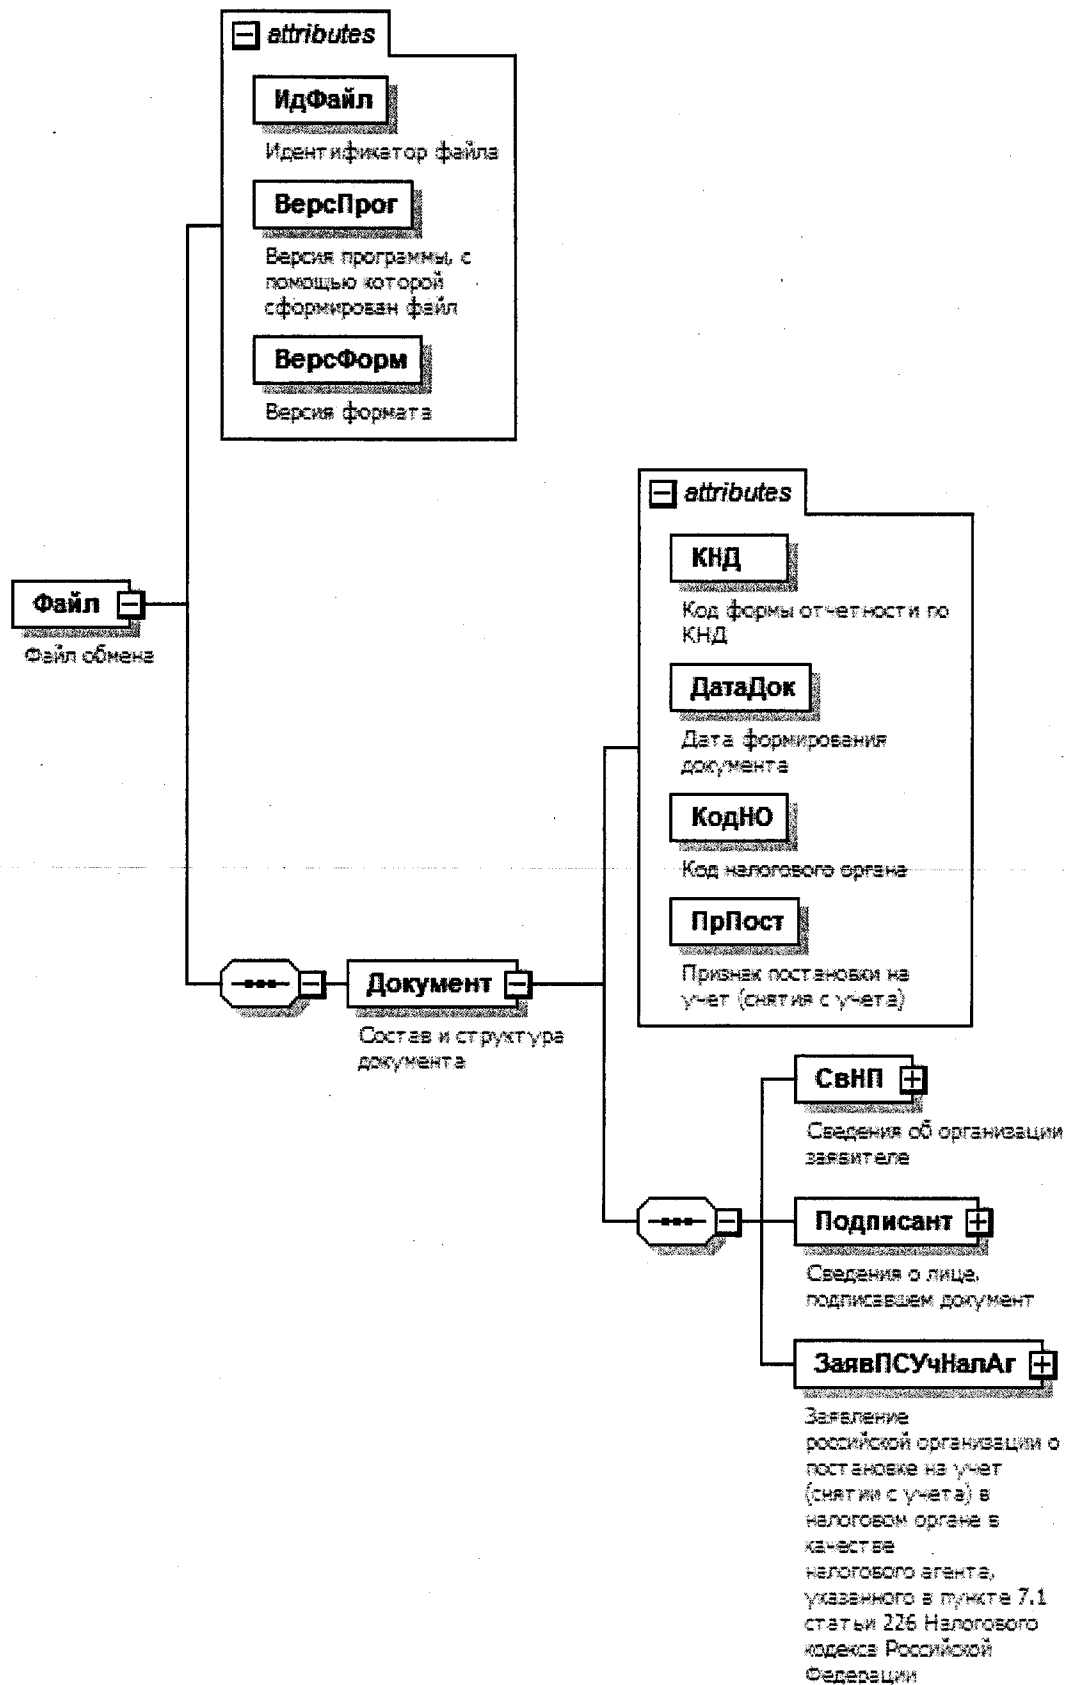 attributes
ИдФайл
Идентификатор файла
ВерсПрог
Версия программы, с
помощью которой
сформирован файл
ВерсФорм
Версия формата
attributes
КНД
Код формы отчетности по
КНД
ДатаДок
Дата формирования
документа
КодНО
Код налогового органа
ПрПост
Признак постановки на
учет (снятия с учета)
Файл
Файл обмена
Документ
Состав и структура
документа
СвНП
Сведения об организации
заявителе
Подписант
Сведения о лице,
подписавшем документ
ЗаявПСУчНалАг
Заявление
российской организации о
постановке на учет
(снятии с учета) в
налоговом органе в
качестве
налогового агента,
указанного в пункте 7.1
статьи 226 Налогового
кодекса Российской
Федерации